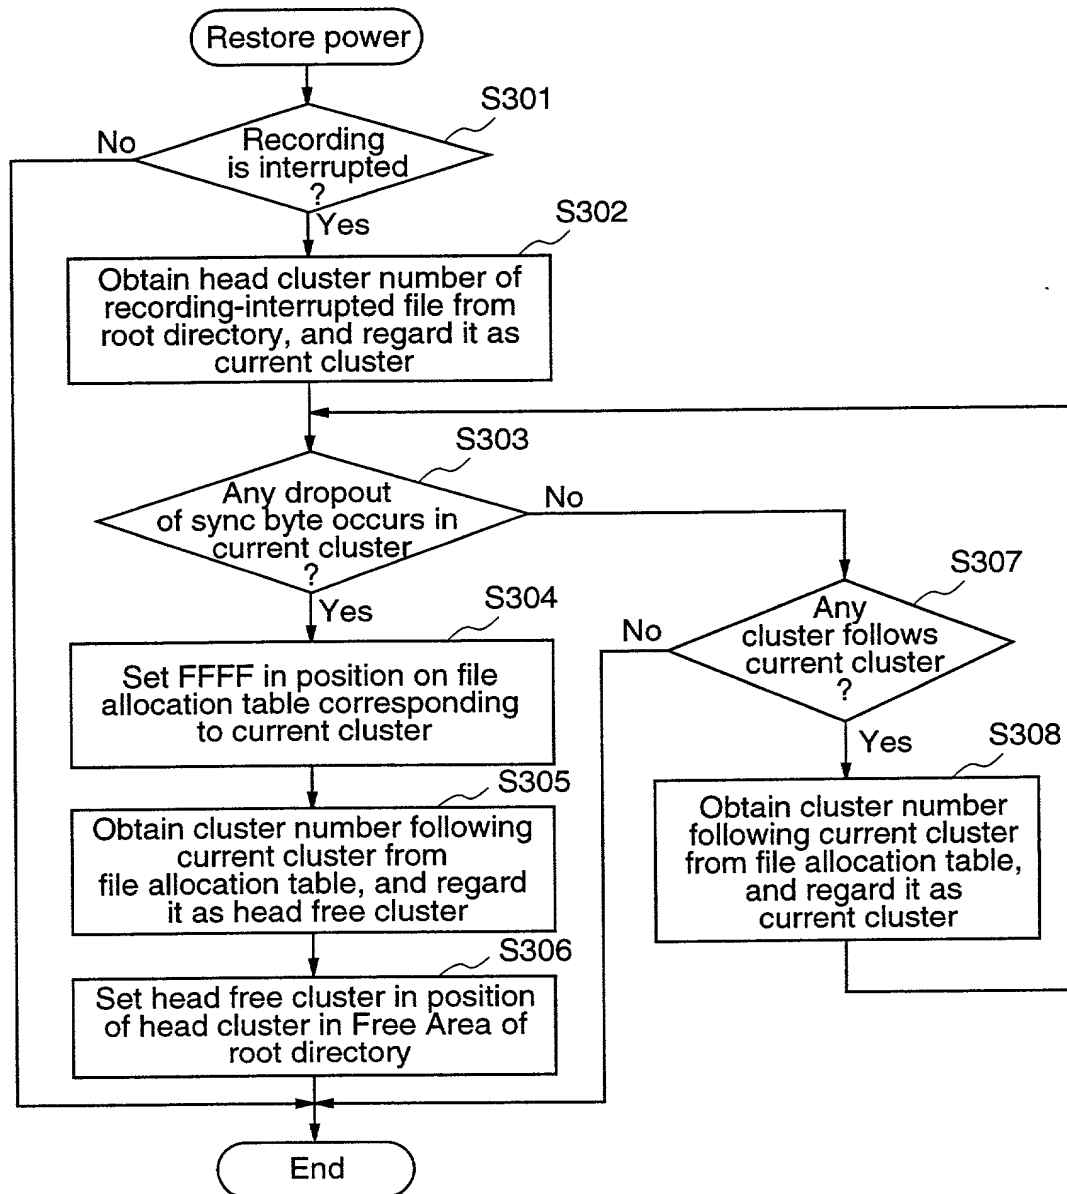 Restore power
S301
No
Recording
is interrupted
?
Yes
S302
Obtain head cluster number of
recording-interrupted file from
root directory, and regard it as
current cluster
S303
Any dropout
of sync byte occurs in
current cluster
?
No
Yes
S304
Set FFFF in position on file
allocation table corresponding
to current cluster
S305
Obtain cluster number following
current cluster from
file allocation table, and regard
it as head free cluster
S306
Set head free cluster in position
of head cluster in Free Area of
root directory
S307
Any
cluster follows
current cluster
?
No
Yes
S308
Obtain cluster number
following current cluster
from file allocation table,
and regard it as
current cluster
End